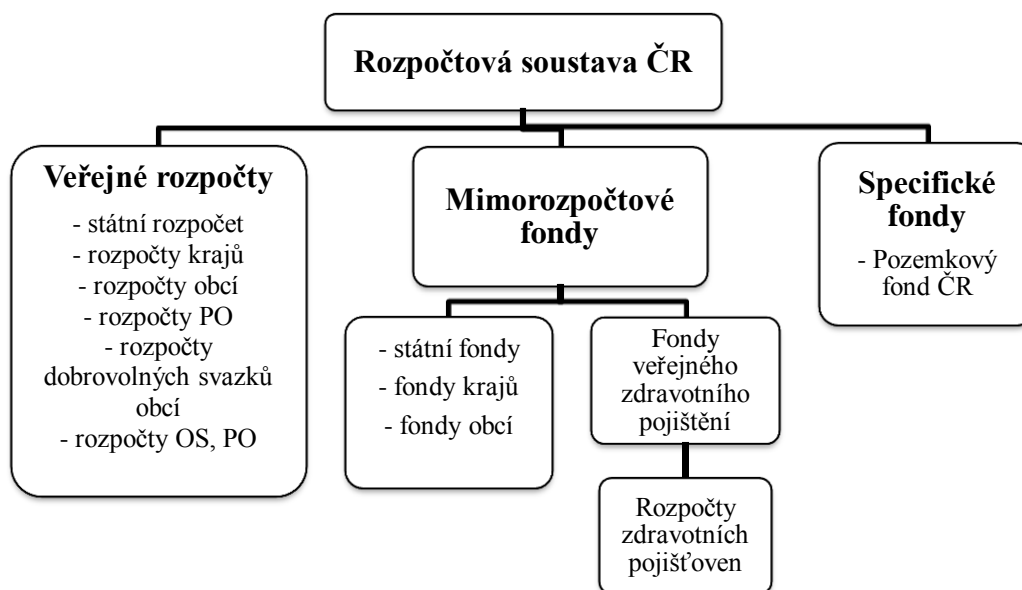 Rozpočtová soustava ČR
Veřejné rozpočty
- státní rozpočet
- rozpočty krajů
- rozpočty obcí
- rozpočty PO
- rozpočty
dobrovolných svazků
obcí
- rozpočty OS, PO
Mimorozpočtové
fondy
- státní fondy
- fondy krajů
- fondy obcí
Fondy
veřejného
zdravotního
pojištění
Rozpočty
zdravotních
pojišťoven
Specifické
fondy
- Pozemkový
fond ČR